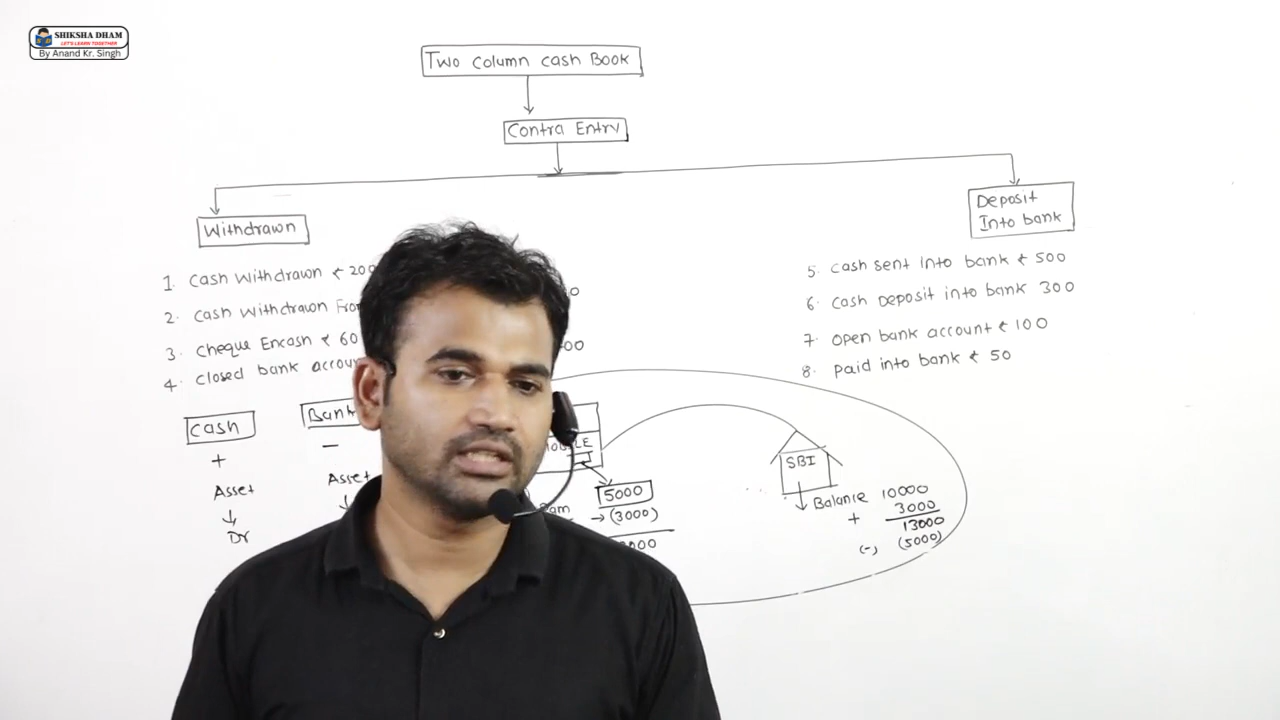 SHIKSHA DHAM
LET'S LEARN TOGETHER
By Anand Kr. Singh
Two column cash Book
Contra Entry
Withdrawn
Deposit
Into bank
1. Cash Withdrawn ₹ 200
2. Cash Withdrawn
3. Cheque Encash ₹ 60
4. Closed bank
5. Cash sent into bank ₹ 500
6. Cash Deposit into bank 300
7. Open bank account ₹ 100
8. Paid into bank ₹ 50
Cash
+
Asset
Dr
Bank
-
Asset
5000
(3000)
SBI
Balance 10000
+ 3000
13000
(-) (5000)